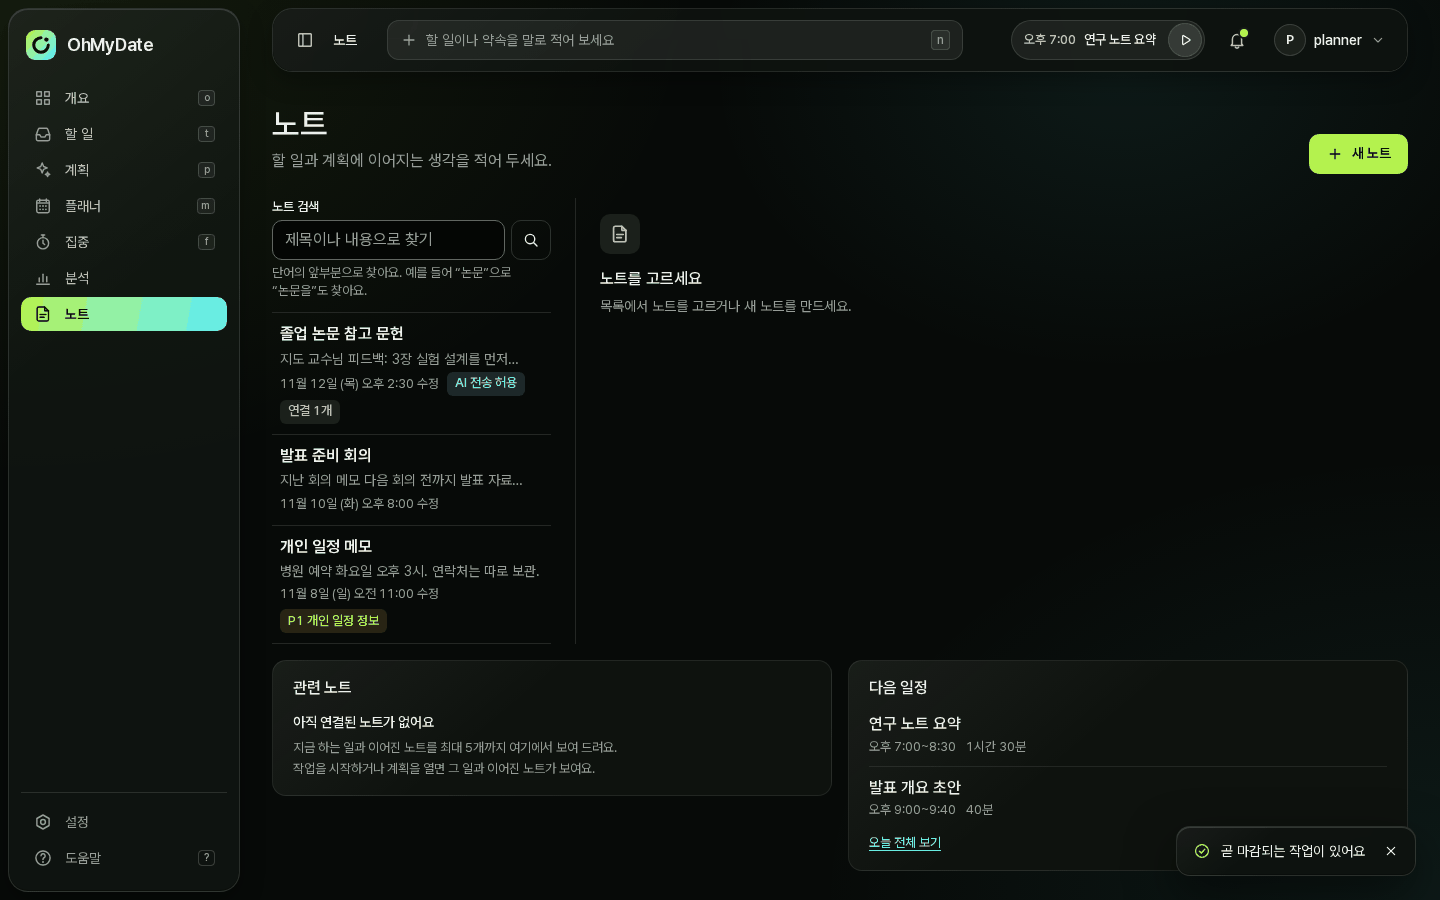 OhMyDate
개요 o
할 일 t
계획 p
플래너 m
집중 f
분석
노트
설정
도움말 ?
노트
할 일이나 약속을 말로 적어 보세요 n
오후 7:00 연구 노트 요약
P planner
노트
할 일과 계획에 이어지는 생각을 적어 두세요.
새 노트
노트 검색
제목이나 내용으로 찾기
단어의 앞부분으로 찾아요. 예를 들어 “논문”으로
“논문을”도 찾아요.
졸업 논문 참고 문헌
지도 교수님 피드백: 3장 실험 설계를 먼저…
11월 12일 (목) 오후 2:30 수정 AI 전송 허용
연결 1개
발표 준비 회의
지난 회의 메모 다음 회의 전까지 발표 자료…
11월 10일 (화) 오후 8:00 수정
개인 일정 메모
병원 예약 화요일 오후 3시. 연락처는 따로 보관.
11월 8일 (일) 오전 11:00 수정
P1 개인 일정 정보
노트를 고르세요
목록에서 노트를 고르거나 새 노트를 만드세요.
관련 노트
아직 연결된 노트가 없어요
지금 하는 일과 이어진 노트를 최대 5개까지 여기에서 보여 드려요.
작업을 시작하거나 계획을 열면 그 일과 이어진 노트가 보여요.
다음 일정
연구 노트 요약
오후 7:00~8:30 1시간 30분
발표 개요 초안
오후 9:00~9:40 40분
오늘 전체 보기
곧 마감되는 작업이 있어요